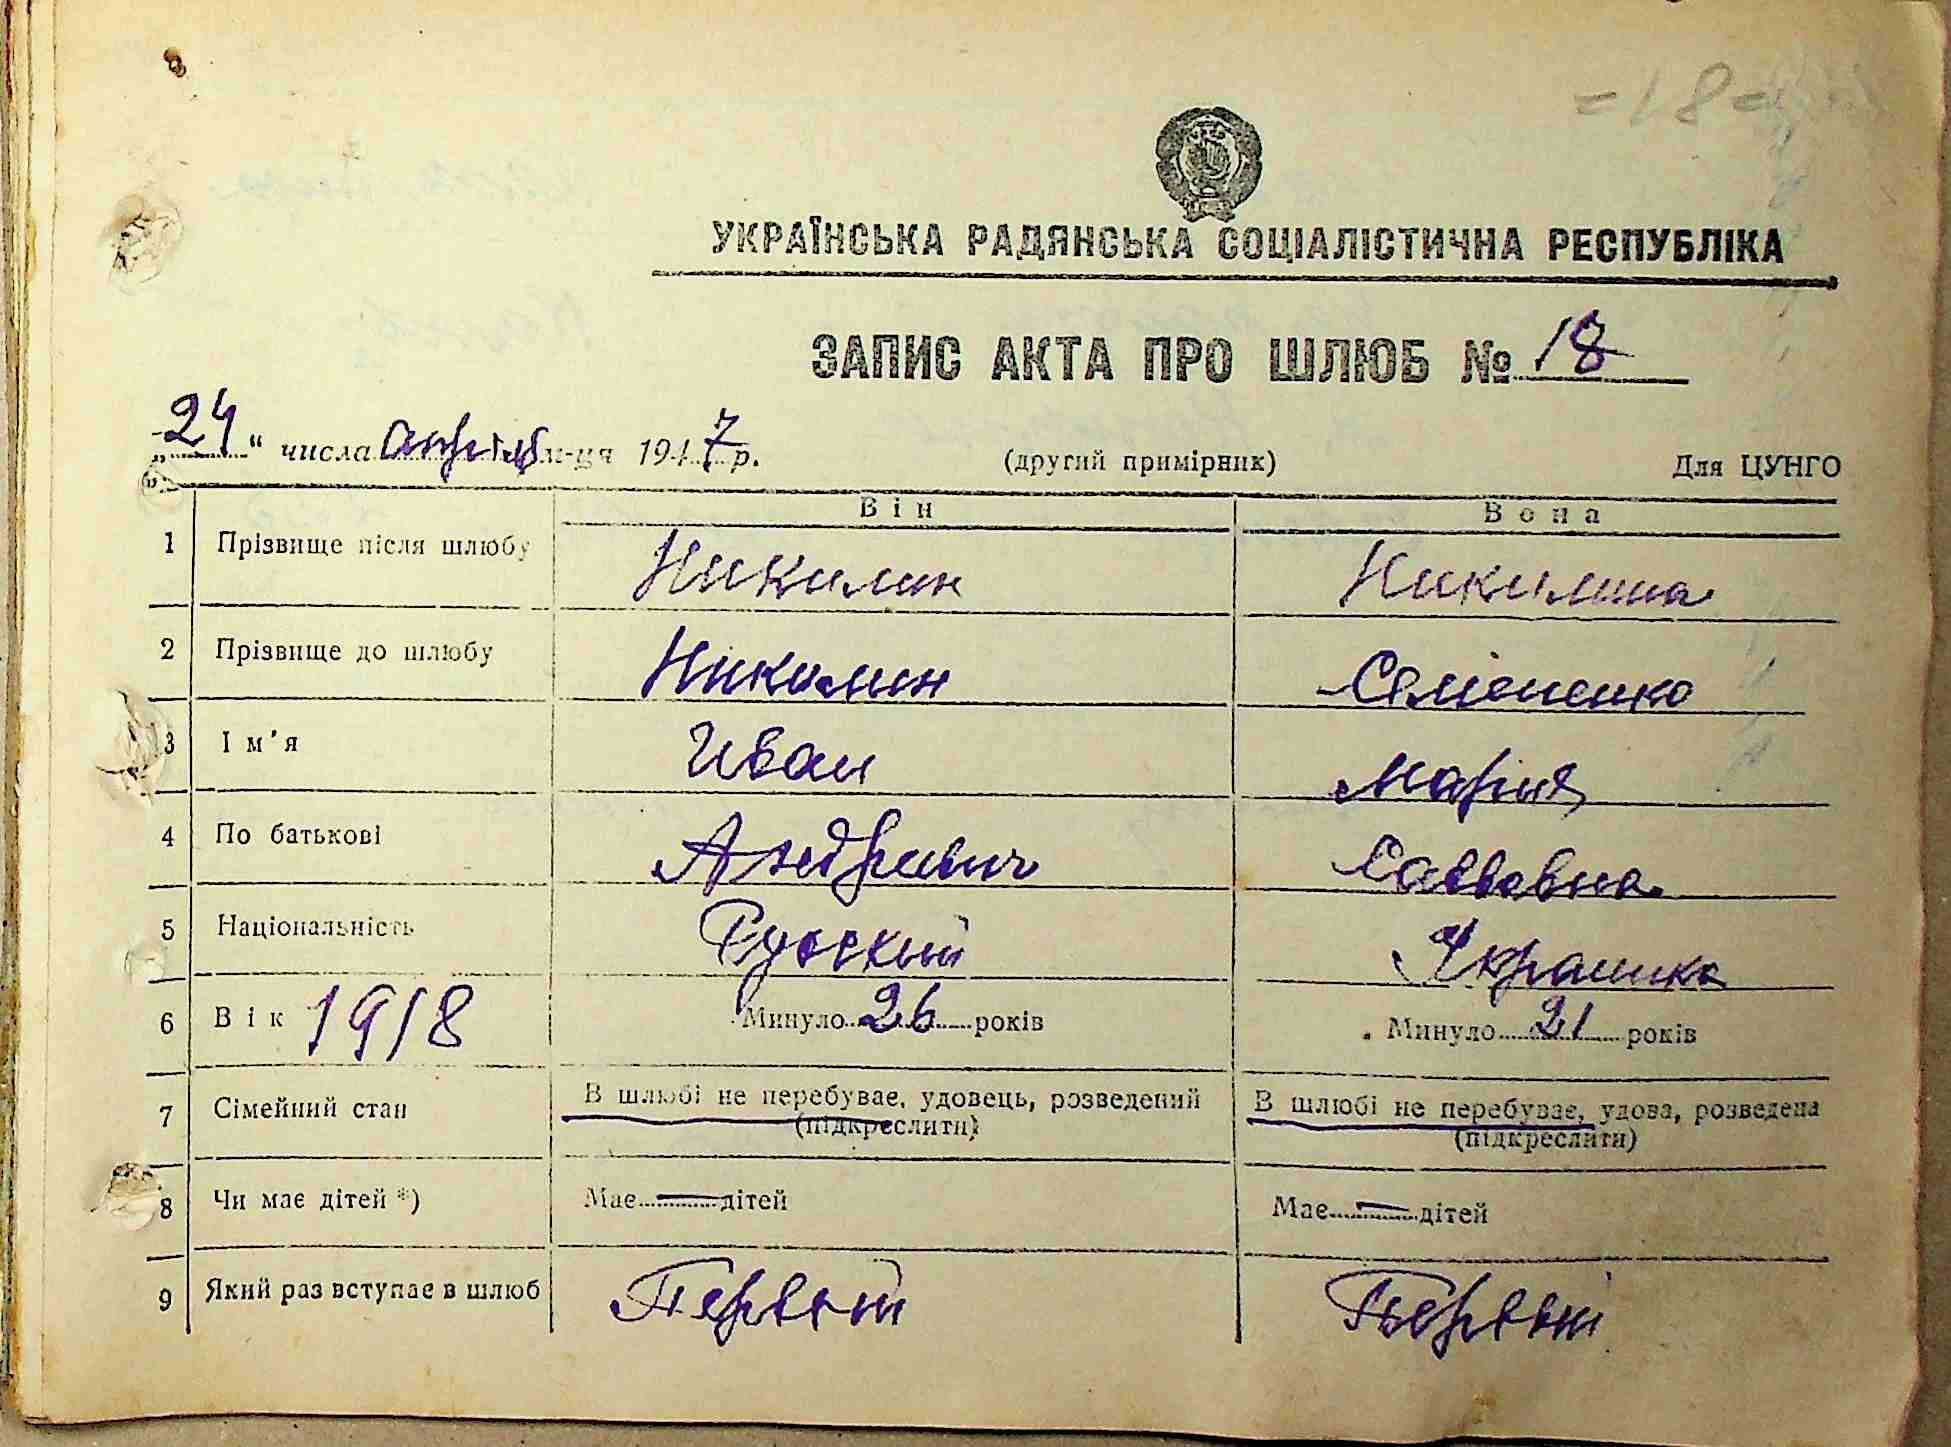 =18=
УКРАЇНСЬКА РАДЯНСЬКА СОЦІАЛІСТИЧНА РЕСПУБЛІКА
ЗАПИС АКТА ПРО ШЛЮБ № 18
„24“ числа апріля м-ця 1947 р. (другий примірник) Для ЦУНГО
Він Вона
1 Прізвище після шлюбу Никилин Никилина
2 Прізвище до шлюбу Никилин Семененко
3 Ім'я Иван Мария
4 По батькові Андреевич Савовна
5 Національність Русский Украинка
6 Вік 1918 Минуло 26 років Минуло 21 років
7 Сімейний стан В шлюбі не перебуває, удовець, розведений В шлюбі не перебуває, удова, розведена
(підкреслити) (підкреслити)
8 Чи має дітей *) Має — дітей Має — дітей
9 Який раз вступає в шлюб Первый Первый